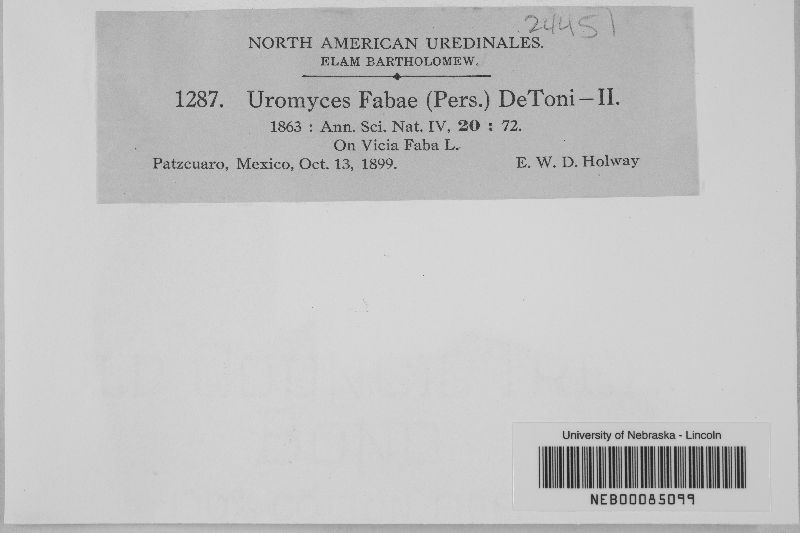 24451
NORTH AMERICAN UREDINALES.
ELAM BARTHOLOMEW.
1287. Uromyces Fabae (Pers.) DeToni—II.
1863 : Ann. Sci. Nat. IV, 20 : 72.
On Vicia Faba L.
Patzcuaro, Mexico, Oct. 13, 1899. E. W. D. Holway
University of Nebraska - Lincoln
NEB00085099